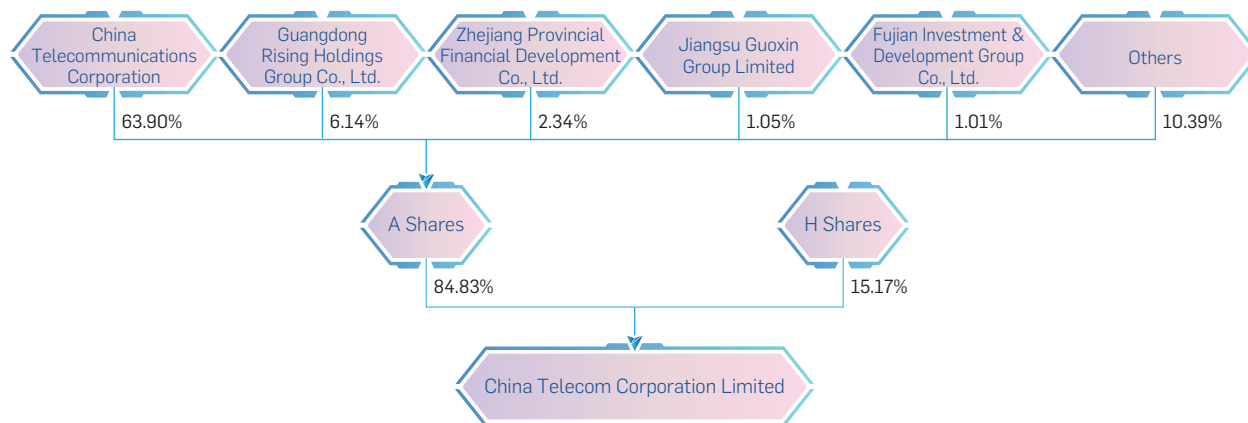 China
Telecommunications
Corporation
Guangdong
Rising Holdings
Group Co., Ltd.
Zhejiang Provincial
Financial Development
Co., Ltd.
Jiangsu Guoxin
Group Limited
Fujian Investment &
Development Group
Co., Ltd.
Others
63.90%
6.14%
2.34%
1.05%
1.01%
10.39%
A Shares
H Shares
84.83%
15.17%
China Telecom Corporation Limited